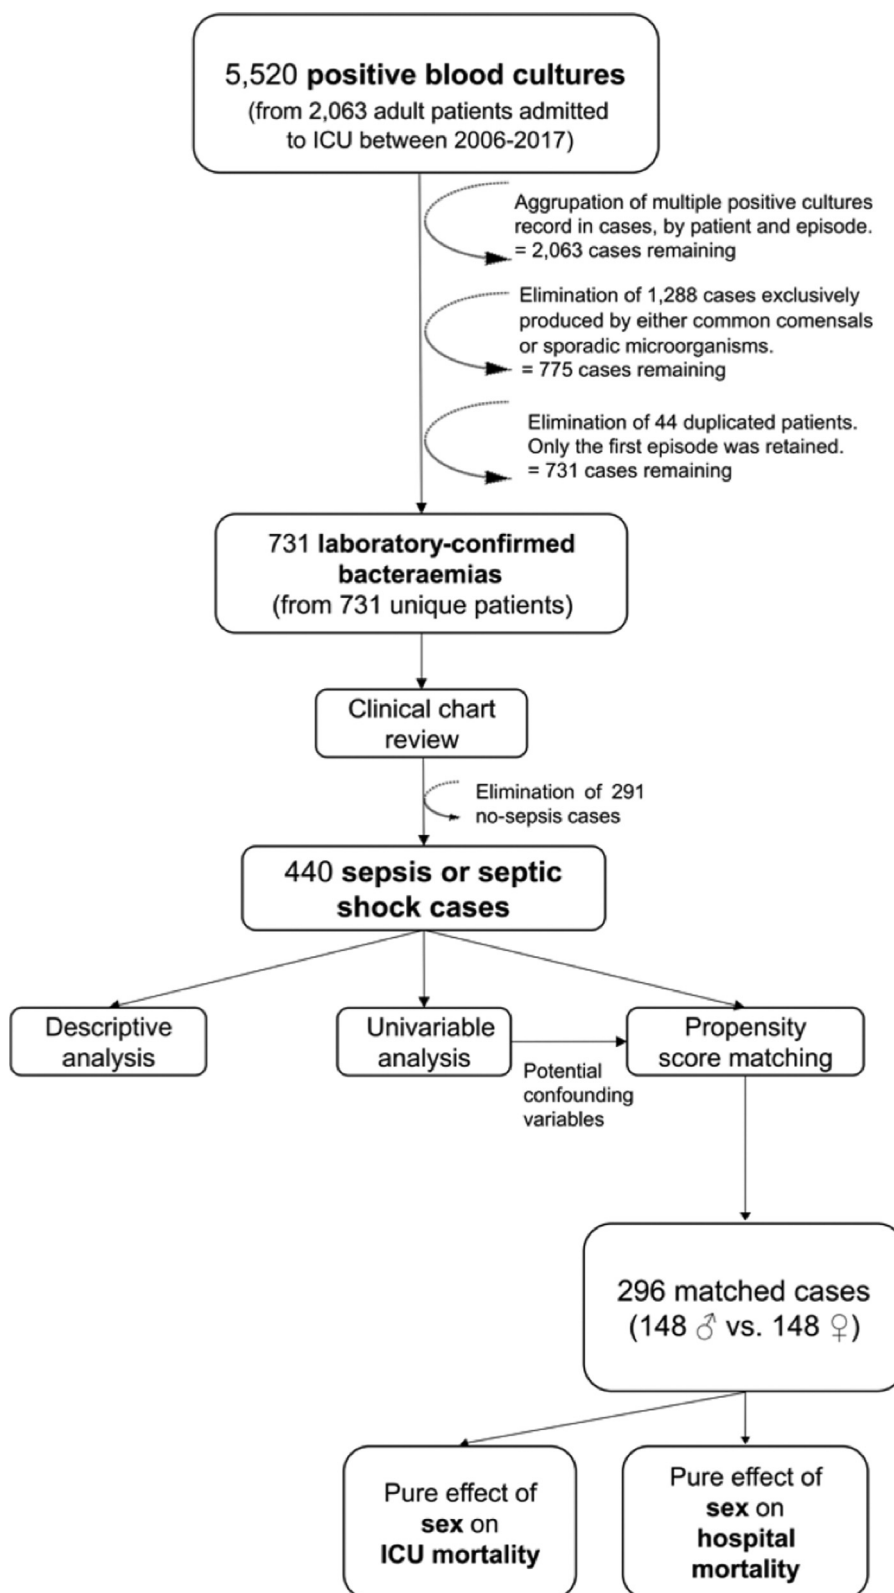 5,520 positive blood cultures
(from 2,063 adult patients admitted
to ICU between 2006-2017)
Aggrupation of multiple positive cultures
record in cases, by patient and episode.
= 2,063 cases remaining
Elimination of 1,288 cases exclusively
produced by either common comensals
or sporadic microorganisms.
= 775 cases remaining
Elimination of 44 duplicated patients.
Only the first episode was retained.
= 731 cases remaining
731 laboratory-confirmed
bacteraemias
(from 731 unique patients)
Clinical chart
review
Elimination of 291
no-sepsis cases
440 sepsis or septic
shock cases
Descriptive
analysis
Univariable
analysis
Potential
confounding
variables
Propensity
score matching
296 matched cases
(148 ♂ vs. 148 ♀)
Pure effect of
sex on
ICU mortality
Pure effect of
sex on
hospital
mortality